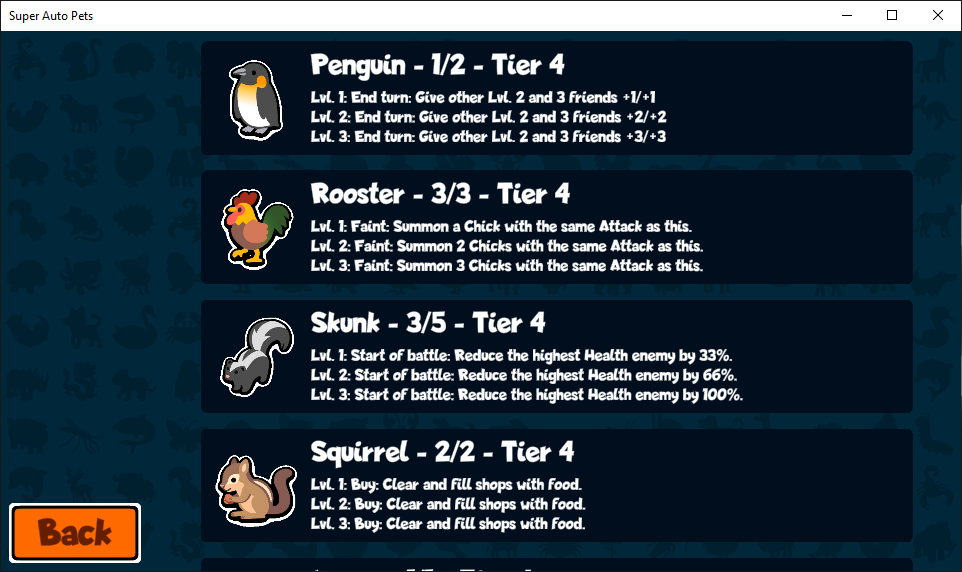 Super Auto Pets
Penguin - 1/2 - Tier 4
Lvl. 1: End turn: Give other Lvl. 2 and 3 friends +1/+1
Lvl. 2: End turn: Give other Lvl. 2 and 3 friends +2/+2
Lvl. 3: End turn: Give other Lvl. 2 and 3 friends +3/+3
Rooster - 3/3 - Tier 4
Lvl. 1: Faint: Summon a Chick with the same Attack as this.
Lvl. 2: Faint: Summon 2 Chicks with the same Attack as this.
Lvl. 3: Faint: Summon 3 Chicks with the same Attack as this.
Skunk - 3/5 - Tier 4
Lvl. 1: Start of battle: Reduce the highest Health enemy by 33%.
Lvl. 2: Start of battle: Reduce the highest Health enemy by 66%.
Lvl. 3: Start of battle: Reduce the highest Health enemy by 100%.
Squirrel - 2/2 - Tier 4
Lvl. 1: Buy: Clear and fill shops with food.
Lvl. 2: Buy: Clear and fill shops with food.
Lvl. 3: Buy: Clear and fill shops with food.
Back